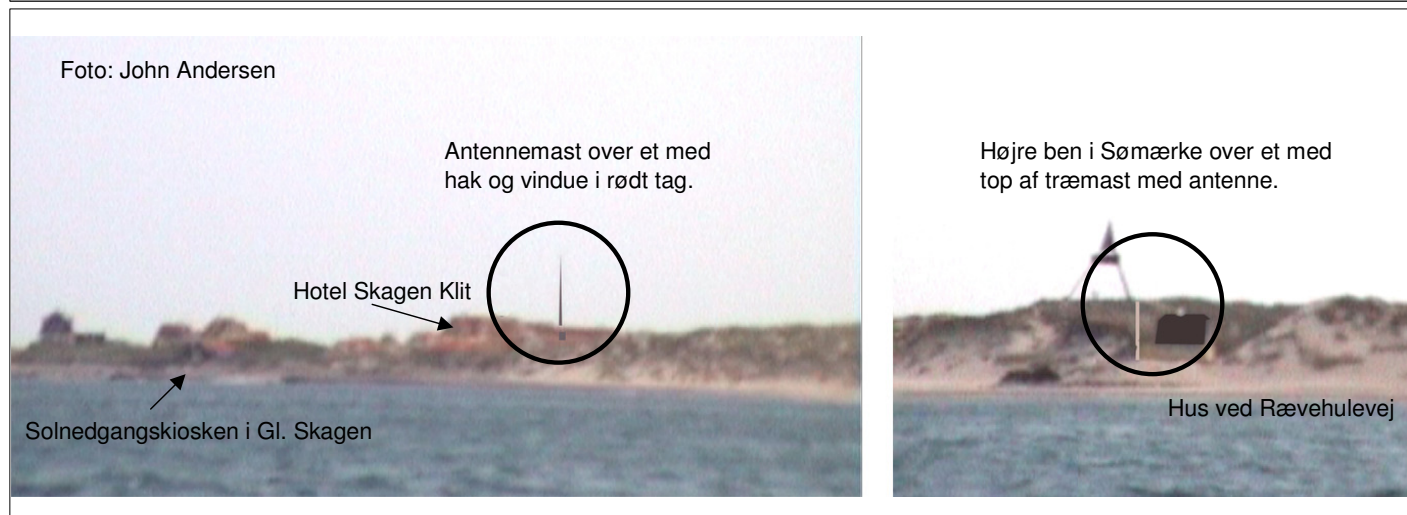 Foto: John Andersen
Antennemast over et med
hak og vindue i rødt tag.
Hotel Skagen Klit
Solnedgangskiosken i Gl. Skagen
Højre ben i Sømærke over et med
top af træmast med antenne.
Hus ved Rævehulevej